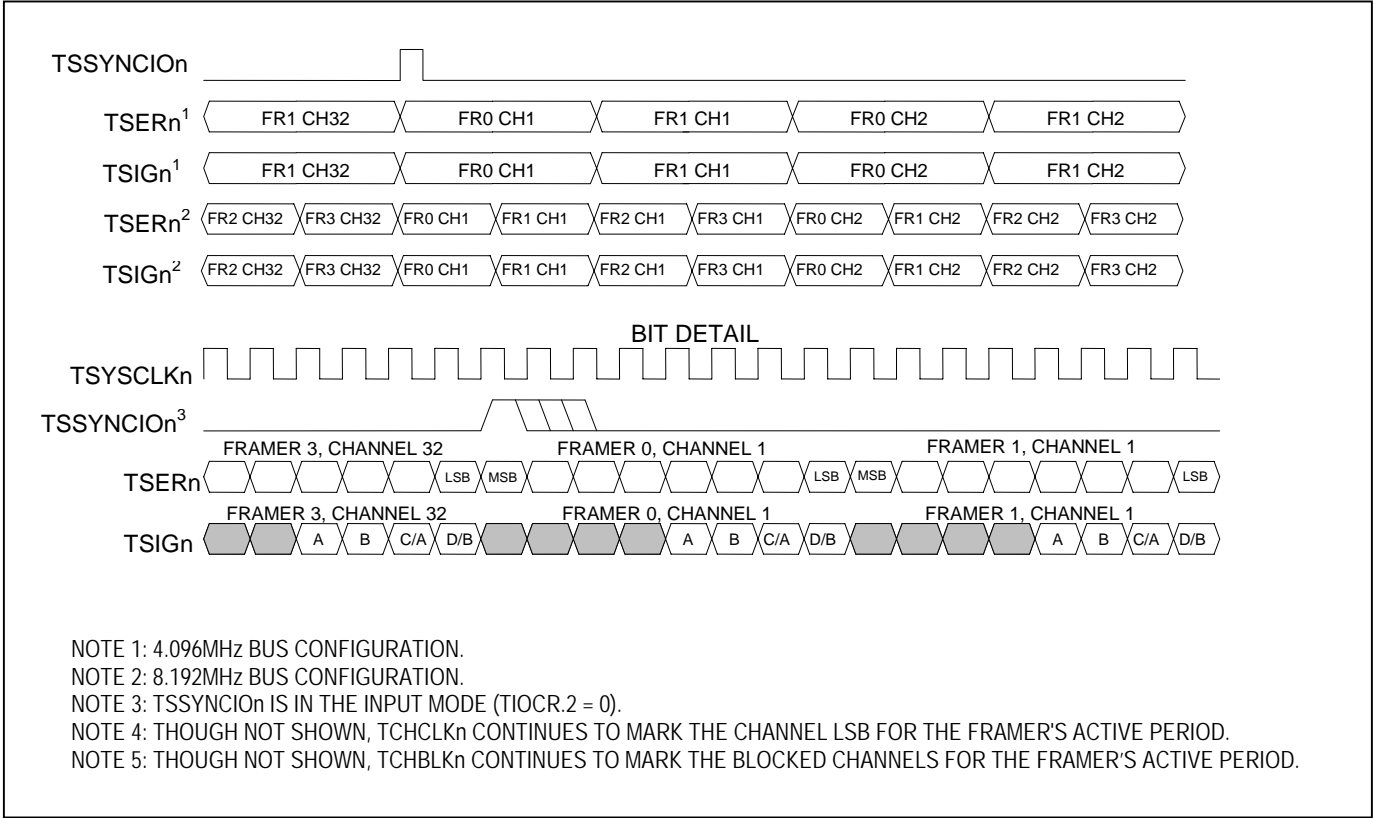 TSSYNCIOn
TSERn1 FR1 CH32 FR0 CH1 FR1 CH1 FR0 CH2 FR1 CH2
TSIGn1 FR1 CH32 FR0 CH1 FR1 CH1 FR0 CH2 FR1 CH2
TSERn2 FR2 CH32 FR3 CH32 FR0 CH1 FR1 CH1 FR2 CH1 FR3 CH1 FR0 CH2 FR1 CH2 FR2 CH2 FR3 CH2
TSIGn2 FR2 CH32 FR3 CH32 FR0 CH1 FR1 CH1 FR2 CH1 FR3 CH1 FR0 CH2 FR1 CH2 FR2 CH2 FR3 CH2
BIT DETAIL
TSYSCLKn
TSSYNCIOn3
FRAMER 3, CHANNEL 32 FRAMER 0, CHANNEL 1 FRAMER 1, CHANNEL 1
TSERn LSB MSB LSB MSB LSB
FRAMER 3, CHANNEL 32 FRAMER 0, CHANNEL 1 FRAMER 1, CHANNEL 1
TSIGn A B C/A D/B A B C/A D/B A B C/A D/B
NOTE 1: 4.096MHz BUS CONFIGURATION.
NOTE 2: 8.192MHz BUS CONFIGURATION.
NOTE 3: TSSYNCIOn IS IN THE INPUT MODE (TIOCR.2 = 0).
NOTE 4: THOUGH NOT SHOWN, TCHCLKn CONTINUES TO MARK THE CHANNEL LSB FOR THE FRAMER'S ACTIVE PERIOD.
NOTE 5: THOUGH NOT SHOWN, TCHBLKn CONTINUES TO MARK THE BLOCKED CHANNELS FOR THE FRAMER’S ACTIVE PERIOD.